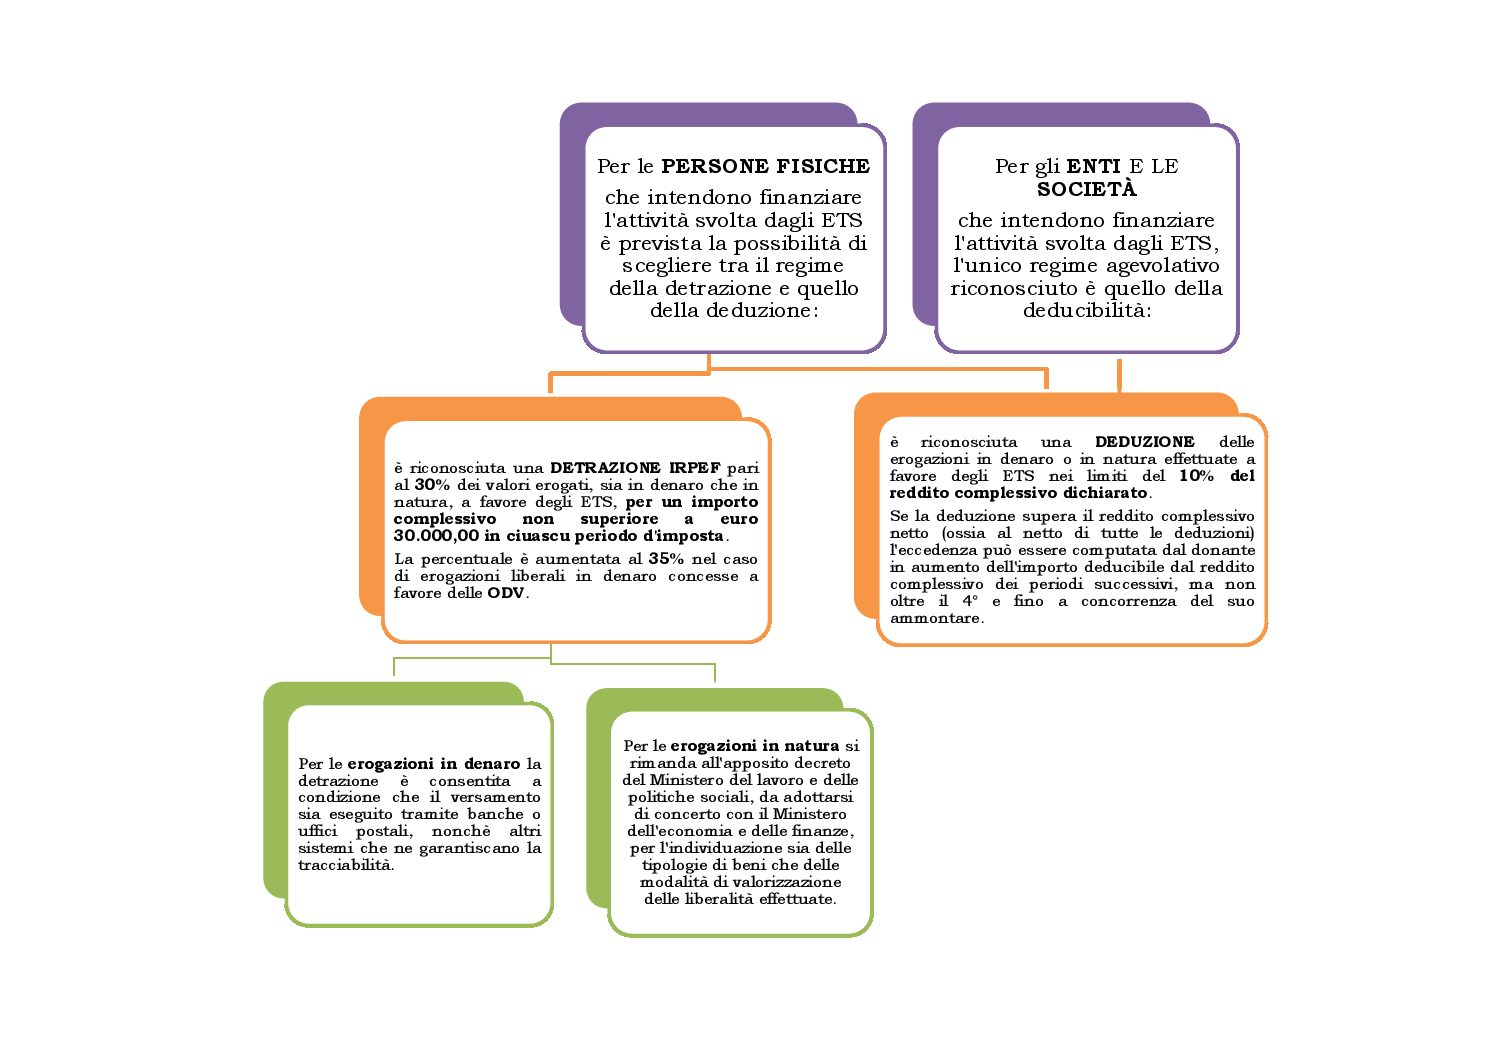 Per le PERSONE FISICHE
che intendono finanziare
l'attività svolta dagli ETS
è prevista la possibilità di
scegliere tra il regime
della detrazione e quello
della deduzione:
Per gli ENTI E LE
SOCIETÀ
che intendono finanziare
l'attività svolta dagli ETS,
l'unico regime agevolativo
riconosciuto è quello della
deducibilità:
è riconosciuta una DETRAZIONE IRPEF pari
al 30% dei valori erogati, sia in denaro che in
natura, a favore degli ETS, per un importo
complessivo non superiore a euro
30.000,00 in ciuascu periodo d'imposta.
La percentuale è aumentata al 35% nel caso
di erogazioni liberali in denaro concesse a
favore delle ODV.
è riconosciuta una DEDUZIONE delle
erogazioni in denaro o in natura effettuate a
favore degli ETS nei limiti del 10% del
reddito complessivo dichiarato.
Se la deduzione supera il reddito complessivo
netto (ossia al netto di tutte le deduzioni)
l'eccedenza può essere computata dal donante
in aumento dell'importo deducibile dal reddito
complessivo dei periodi successivi, ma non
oltre il 4° e fino a concorrenza del suo
ammontare.
Per le erogazioni in denaro la
detrazione è consentita a
condizione che il versamento
sia eseguito tramite banche o
uffici postali, nonchè altri
sistemi che ne garantiscano la
tracciabilità.
Per le erogazioni in natura si
rimanda all'apposito decreto
del Ministero del lavoro e delle
politiche sociali, da adottarsi
di concerto con il Ministero
dell'economia e delle finanze,
per l'individuazione sia delle
tipologie di beni che delle
modalità di valorizzazione
delle liberalità effettuate.